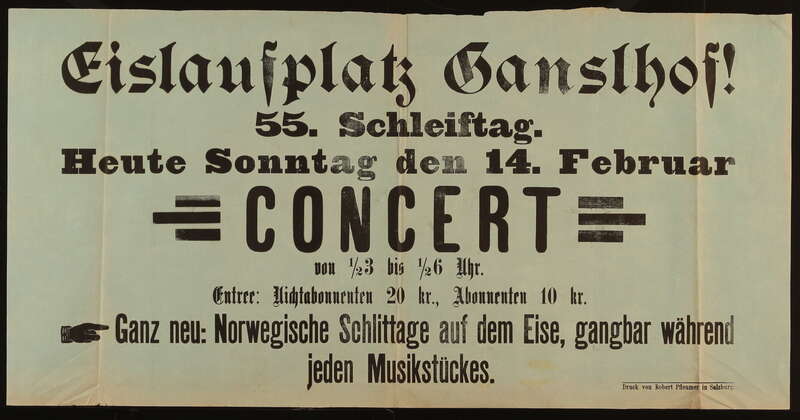 Eislaufplatz Ganslhof!
55. Schleiftag.
Heute Sonntag den 14. Februar
CONCERT
von 1/23 bis 1/26 Uhr.
Entree: Nichtabonnenten 20 kr., Abonnenten 10 kr.
Ganz neu: Norwegische Schlittage auf dem Eise, gangbar während
jeden Musikstückes.
Druck von Robert Pfeumer in Salzburg.